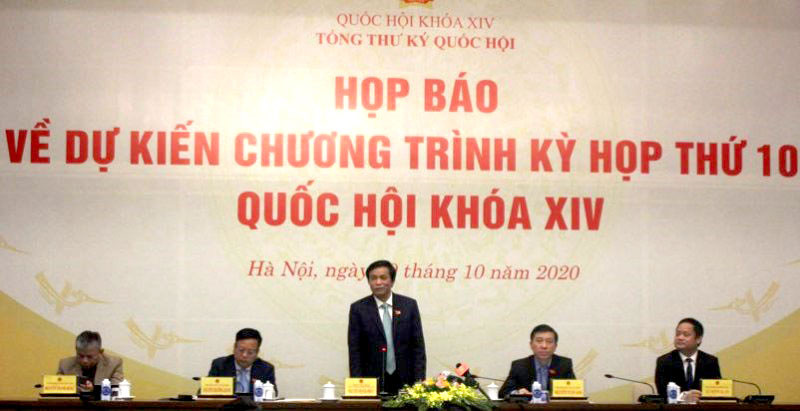 QUỐC HỘI KHÓA XIV
TỔNG THƯ KÝ QUỐC HỘI
HỌP BÁO
VỀ DỰ KIẾN CHƯƠNG TRÌNH KỲ HỌP THỨ 10
QUỐC HỘI KHÓA XIV
Hà Nội, ngày tháng 10 năm 2020